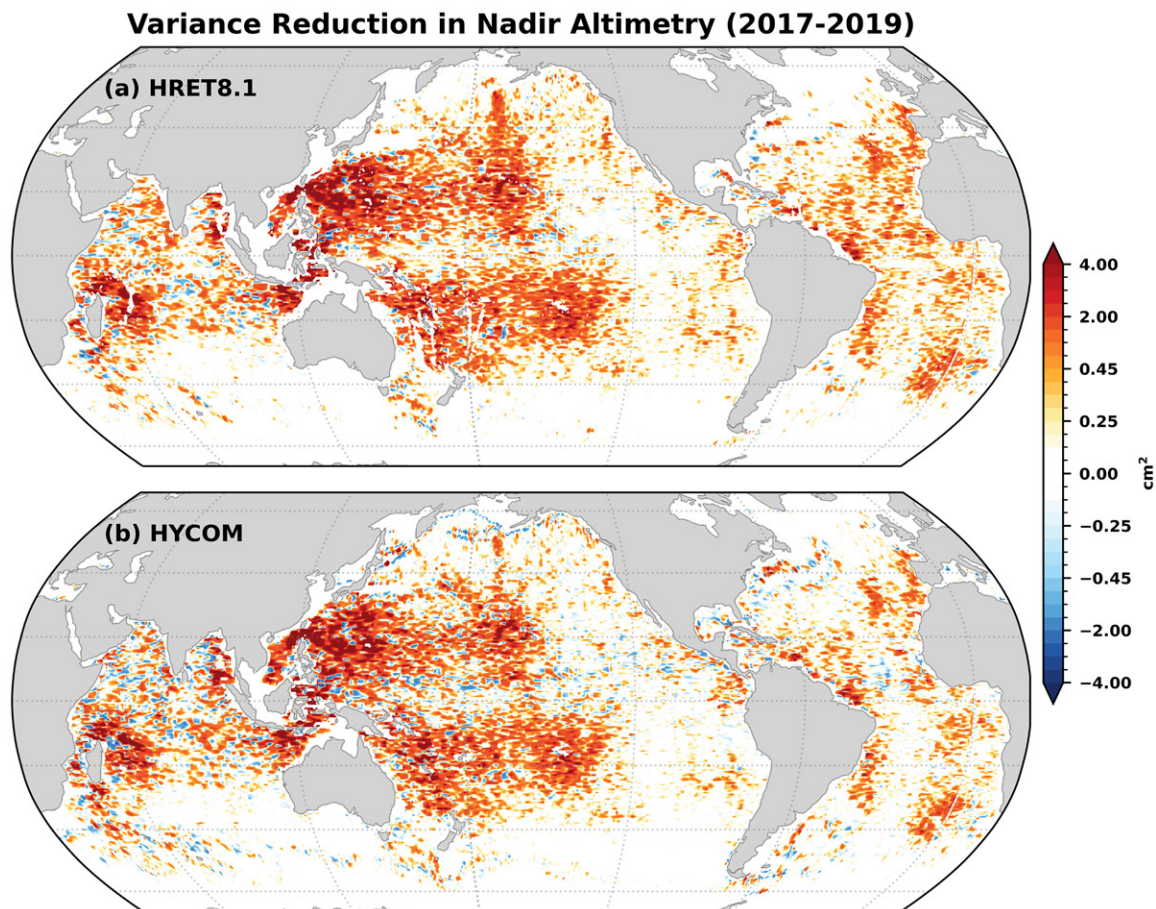 Variance Reduction in Nadir Altimetry (2017-2019)
(a) HRET8.1
4.00
2.00
0.45
0.25
0.00
−0.25
−0.45
−2.00
−4.00
cm²
(b) HYCOM